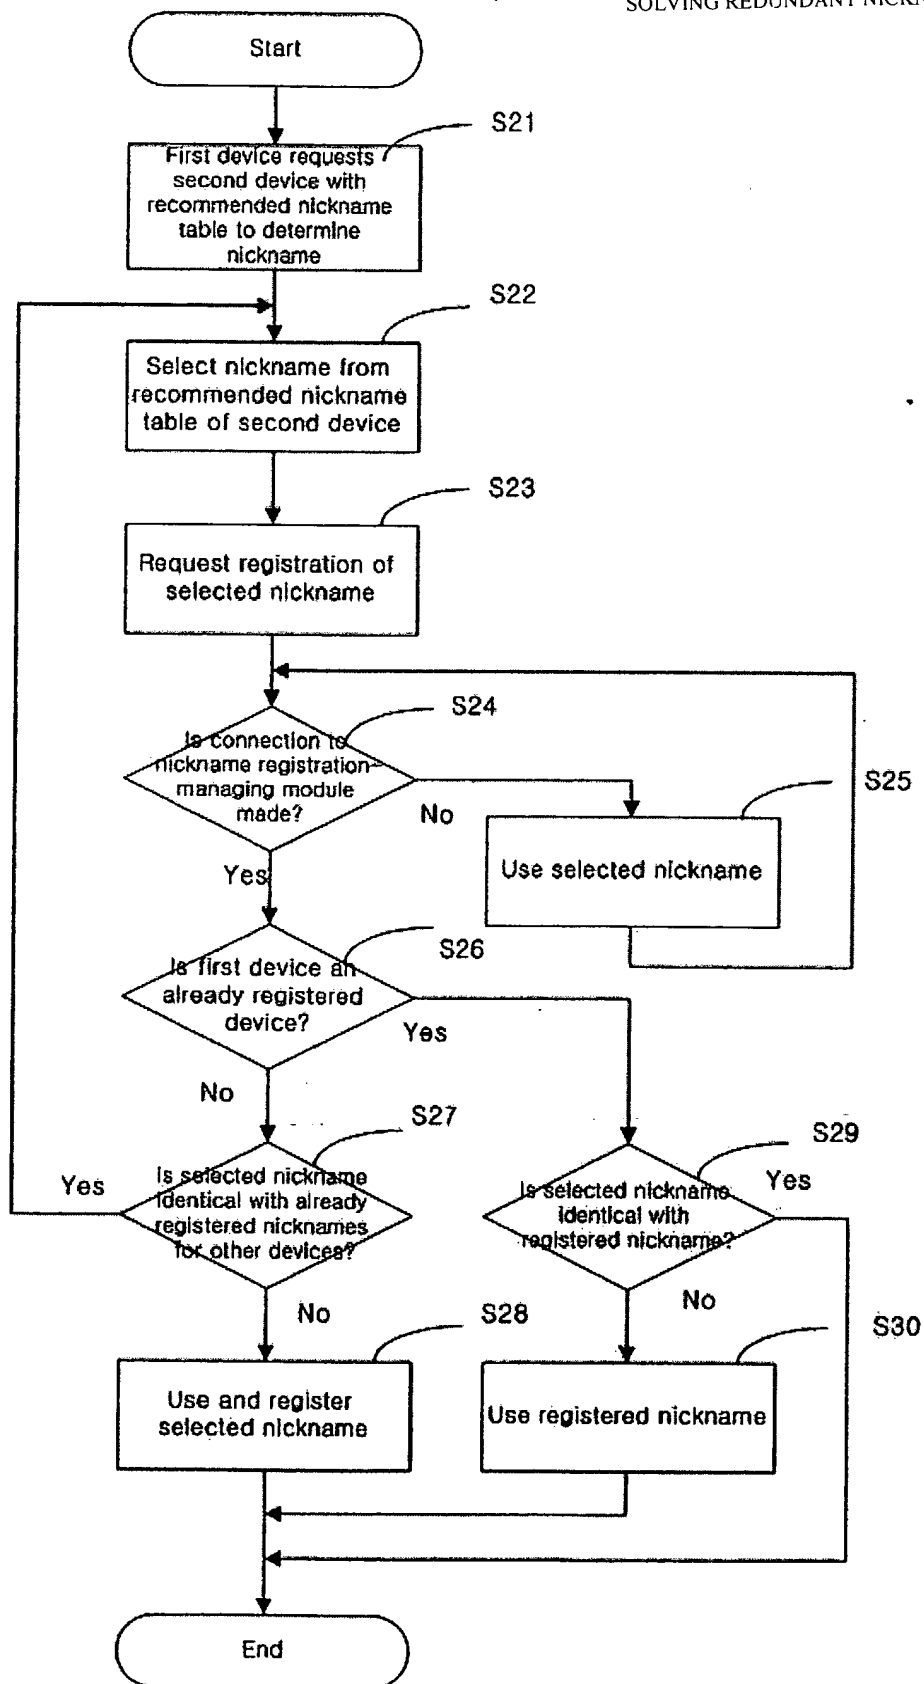 SOLVING REDUNDANT
Start
S21
First device requests
second device with
recommended nickname
table to determine
nickname
S22
Select nickname from
recommended nickname
table of second device
S23
Request registration of
selected nickname
S24
Is connection to
nickname registration-
managing module
made?
No
S25
Use selected nickname
Yes
S26
Is first device an
already registered
device?
Yes
No
S27
Is selected nickname
identical with already
registered nicknames
for other devices?
Yes
S29
Is selected nickname
identical with
registered nickname?
Yes
No
S28
Use and register
selected nickname
No
S30
Use registered nickname
End